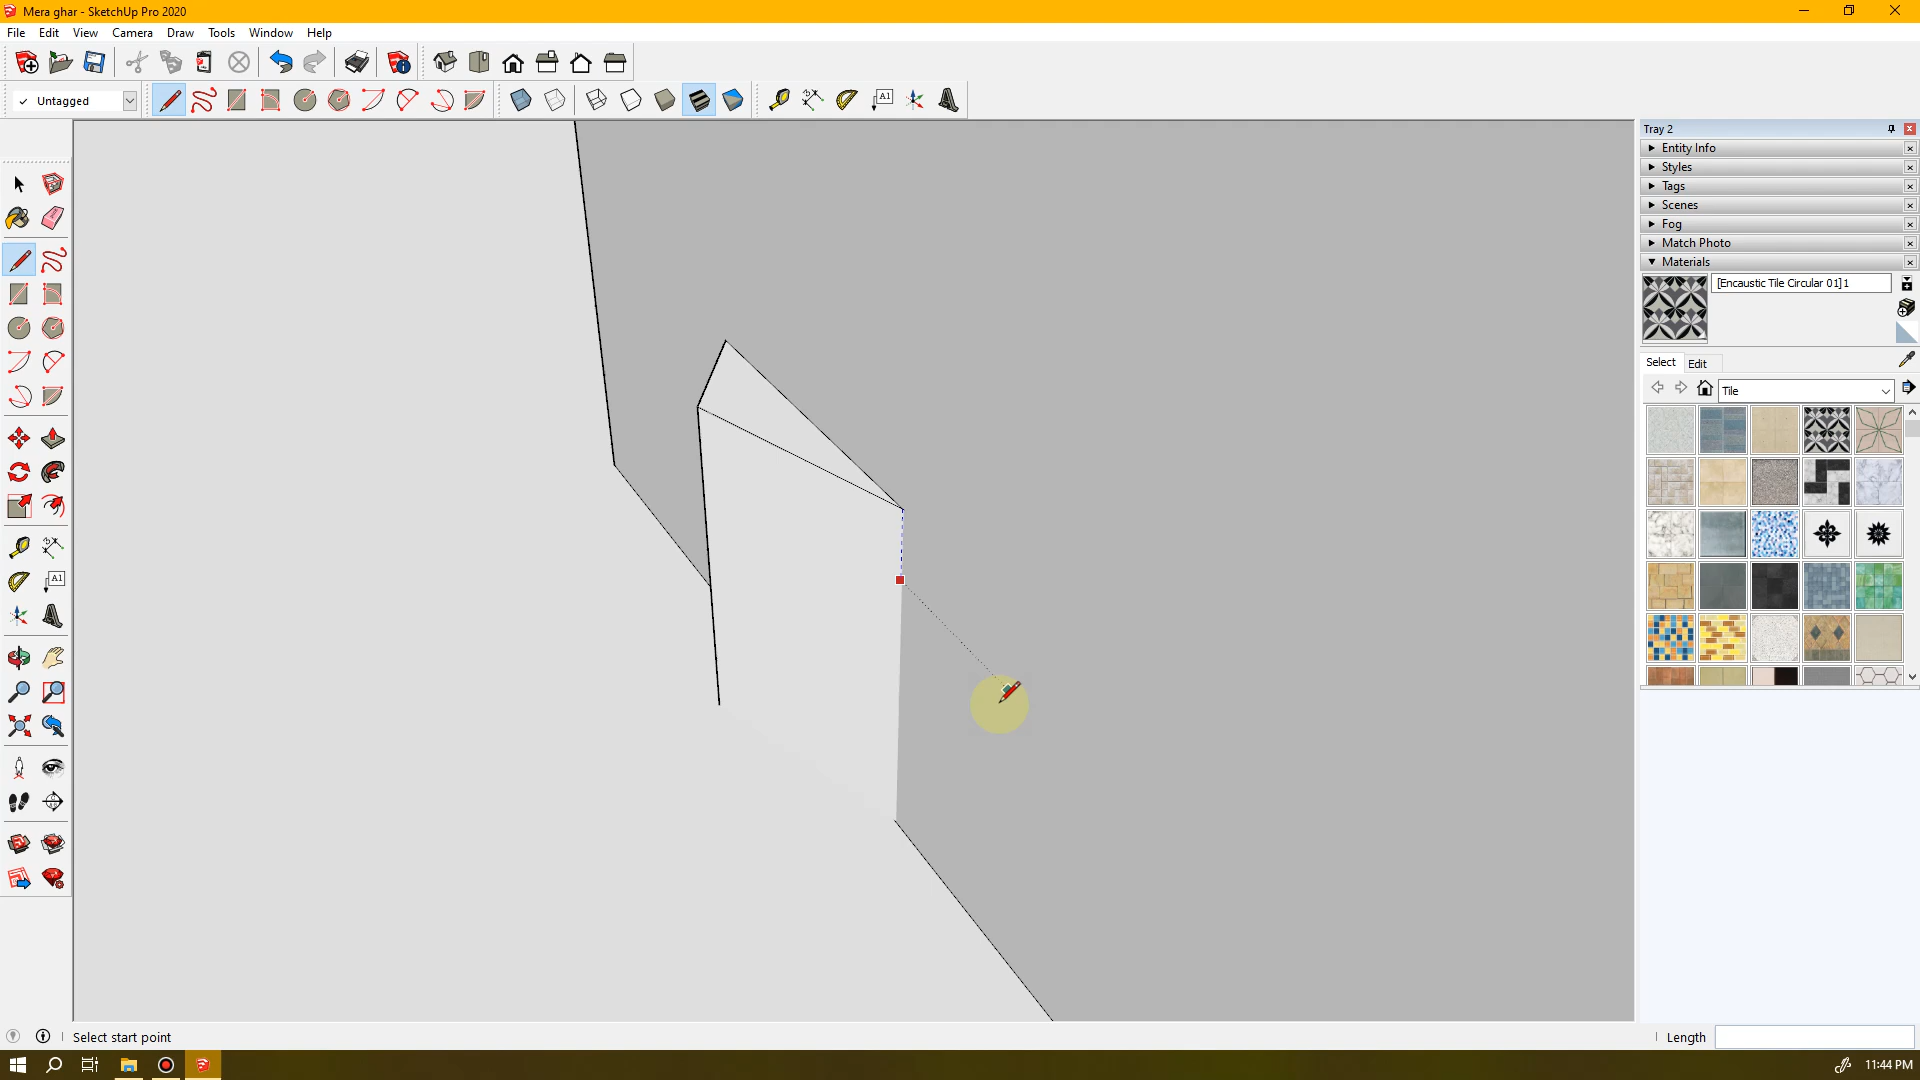 Mera ghar - SketchUp Pro 2020
File Edit View Camera Draw Tools Window Help
✓ Untagged
A1
Tray 2
Entity Info
Styles
Tags
Scenes
Fog
Match Photo
Materials
[Encaustic Tile Circular 01]1
Select Edit
Tile
A1
Select start point
Length
11:44 PM